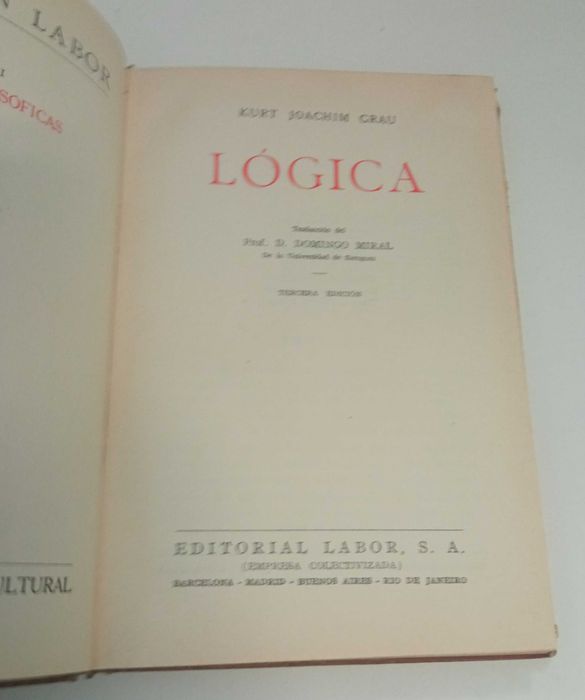 N LABOR
I
SOFICAS
LTURAL
KURT JOACHIM GRAU
LÓGICA
Traducción del
Prof. D. DOMINGO MIRAL
De la Universidad de Zaragoza
TERCERA EDICIÓN
EDITORIAL LABOR, S. A.
(EMPRESA COLECTIVIZADA)
BARCELONA - MADRID - BUENOS AIRES - RIO DE JANEIRO